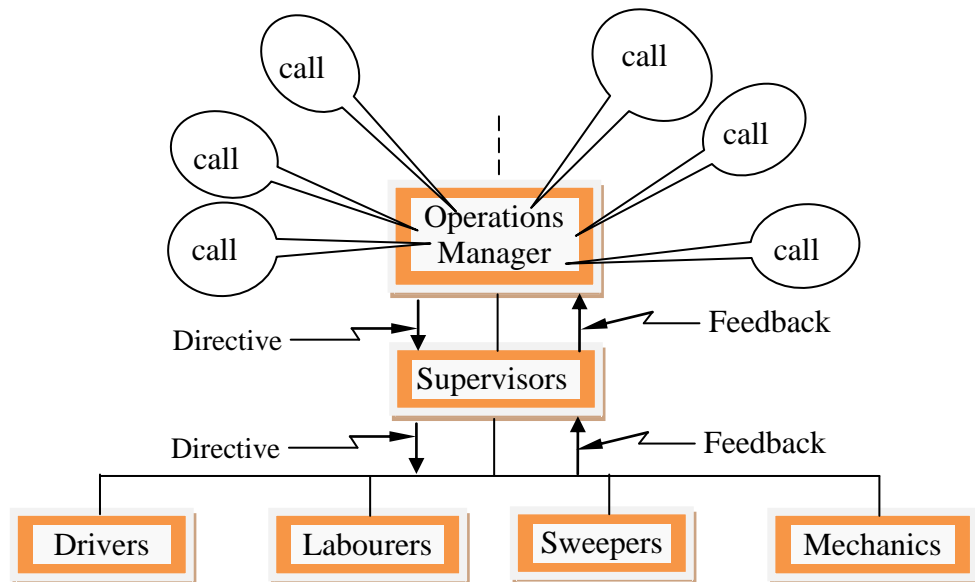 call
call
call
call
call
call
Operations
Manager
Directive
Feedback
Supervisors
Directive
Feedback
Drivers
Labourers
Sweepers
Mechanics